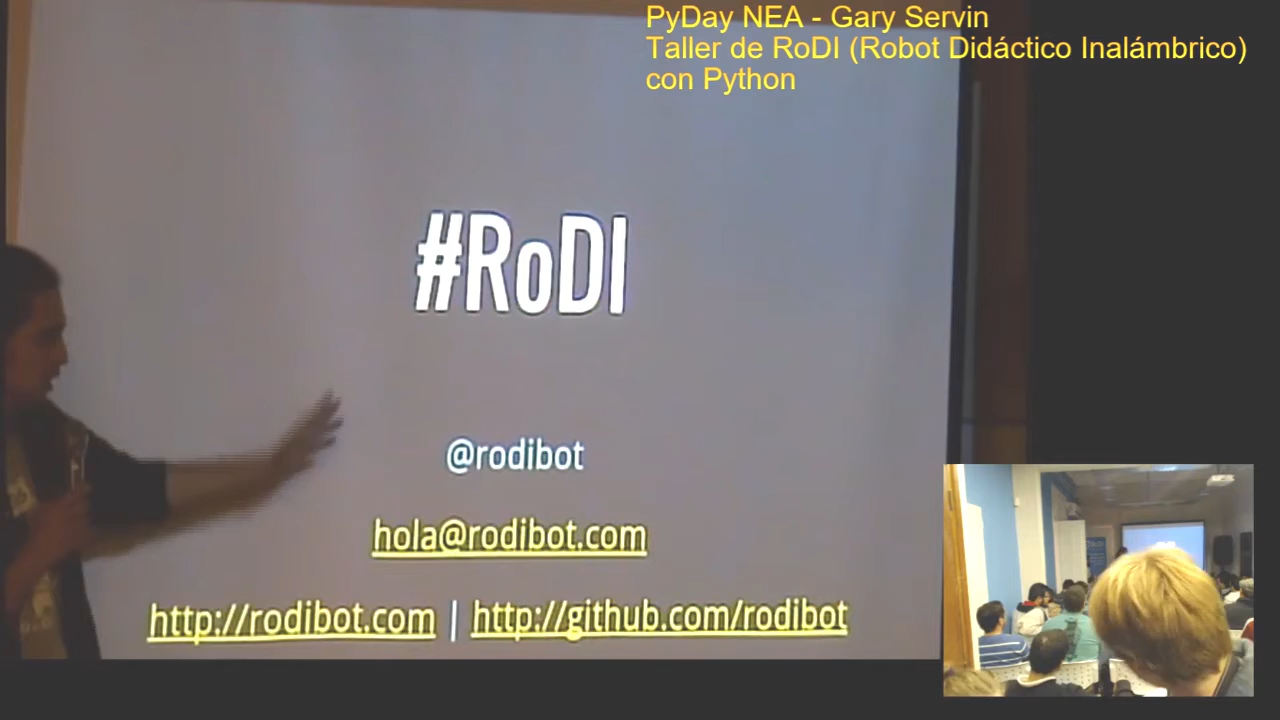 PyDay NEA - Gary Servin
Taller de RoDI (Robot Didáctico Inalámbrico)
con Python
#RoDI
@rodibot
hola@rodibot.com
http://rodibot.com | http://github.com/rodibot